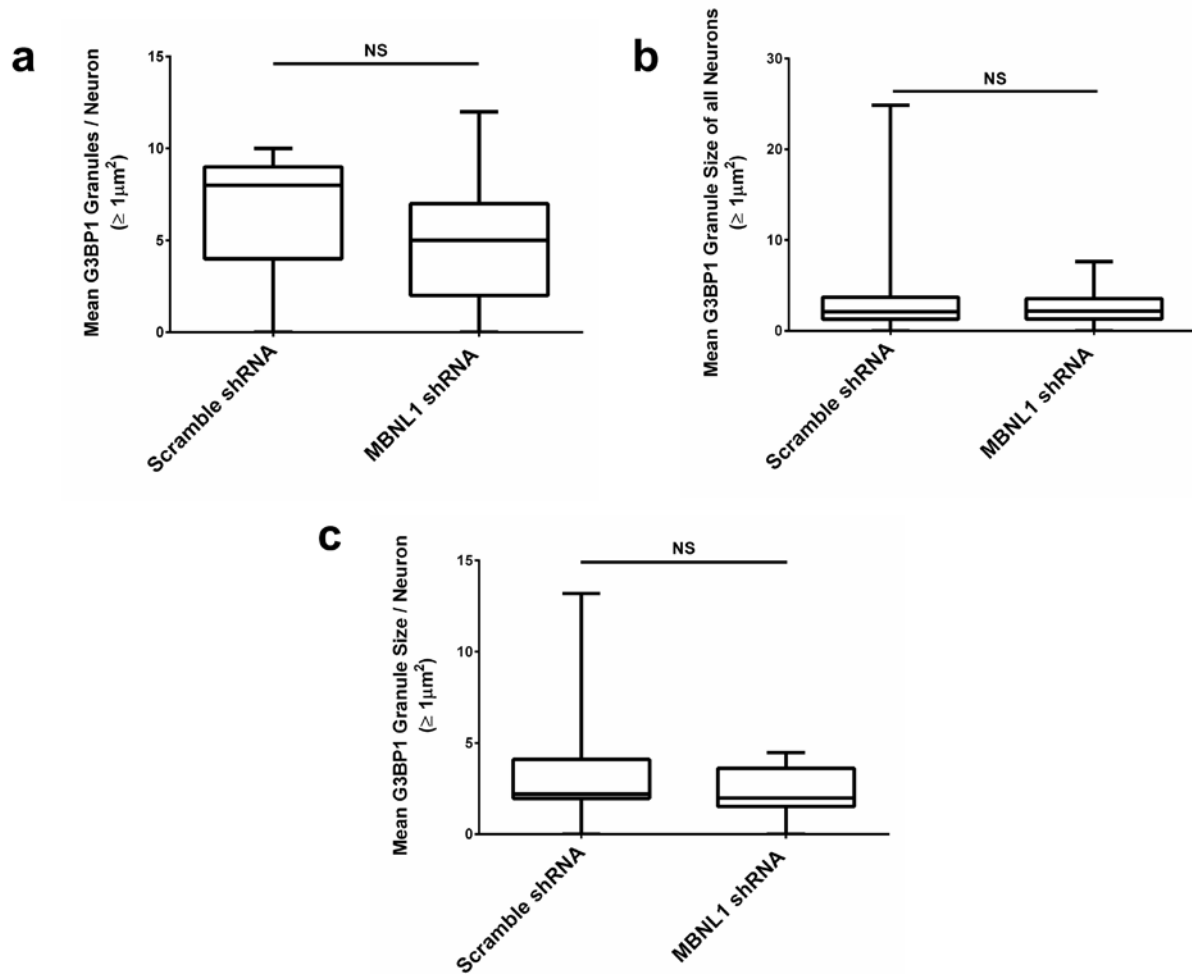 a
Mean G3BP1 Granules / Neuron
(≥ 1μm²)
15
10
5
0
NS
Scramble shRNA
MBNL1 shRNA
b
Mean G3BP1 Granule Size of all Neurons
(≥ 1μm²)
30
20
10
0
NS
Scramble shRNA
MBNL1 shRNA
c
Mean G3BP1 Granule Size / Neuron
(≥ 1μm²)
15
10
5
0
NS
Scramble shRNA
MBNL1 shRNA